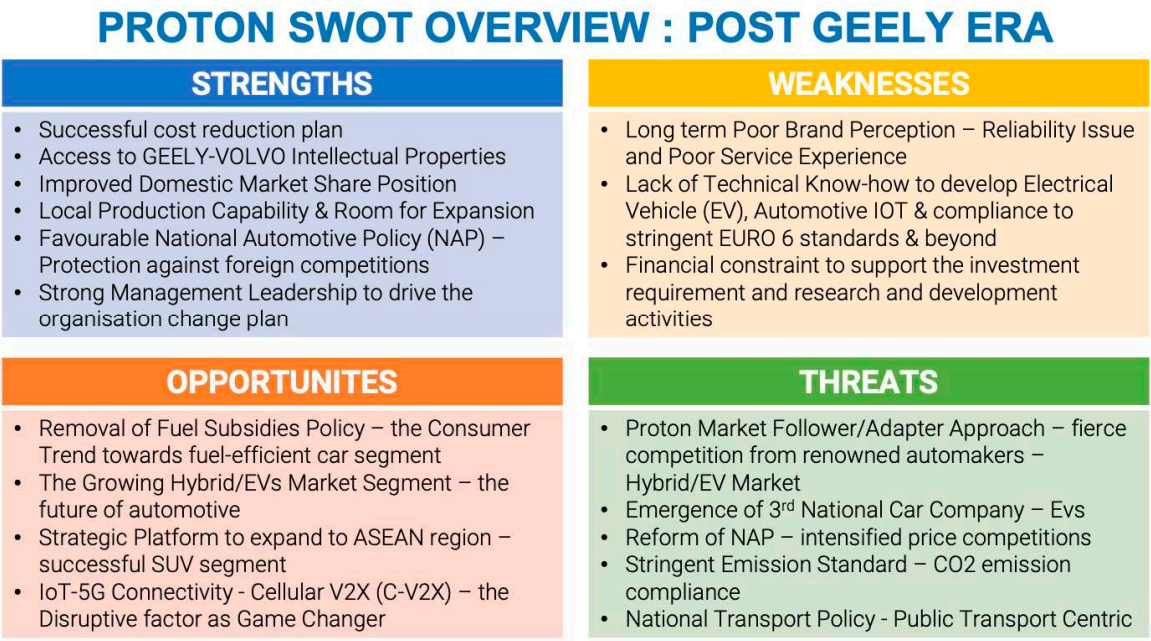 PROTON SWOT OVERVIEW : POST GEELY ERA
STRENGTHS
• Successful cost reduction plan
• Access to GEELY-VOLVO Intellectual Properties
• Improved Domestic Market Share Position
• Local Production Capability & Room for Expansion
• Favourable National Automotive Policy (NAP) –
Protection against foreign competitions
• Strong Management Leadership to drive the
organisation change plan
WEAKNESSES
• Long term Poor Brand Perception – Reliability Issue
and Poor Service Experience
• Lack of Technical Know-how to develop Electrical
Vehicle (EV), Automotive IOT & compliance to
stringent EURO 6 standards & beyond
• Financial constraint to support the investment
requirement and research and development
activities
OPPORTUNITES
• Removal of Fuel Subsidies Policy – the Consumer
Trend towards fuel-efficient car segment
• The Growing Hybrid/EVs Market Segment – the
future of automotive
• Strategic Platform to expand to ASEAN region –
successful SUV segment
• IoT-5G Connectivity - Cellular V2X (C-V2X) – the
Disruptive factor as Game Changer
THREATS
• Proton Market Follower/Adapter Approach – fierce
competition from renowned automakers –
Hybrid/EV Market
• Emergence of 3rd National Car Company – Evs
• Reform of NAP – intensified price competitions
• Stringent Emission Standard – CO2 emission
compliance
• National Transport Policy - Public Transport Centric